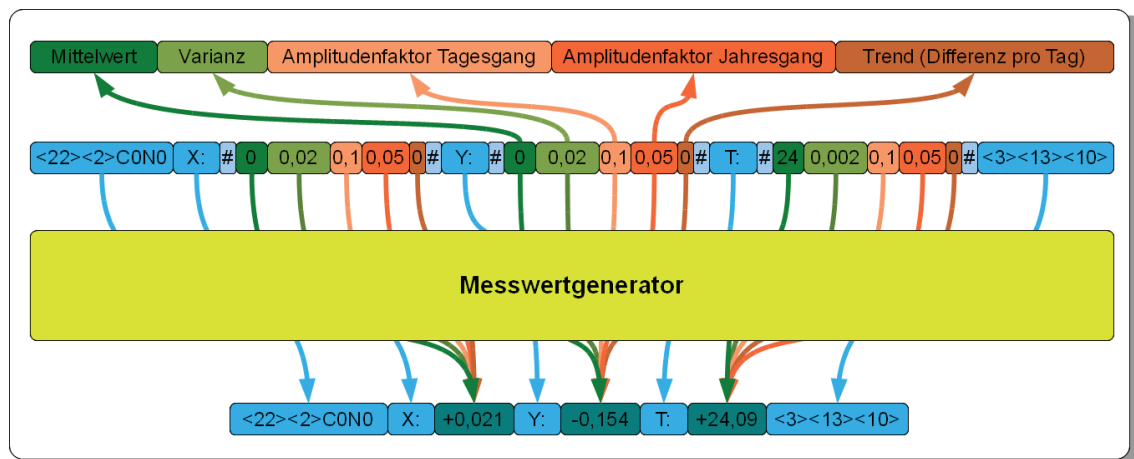 Mittelwert Varianz Amplitudenfaktor Tagesgang Amplitudenfaktor Jahresgang Trend (Differenz pro Tag)
<22><2>C0N0 X: # 0 0,02 0,1 0,05 0 # Y: # 0 0,02 0,1 0,05 0 # T: # 24 0,002 0,1 0,05 0 # <3><13><10>
Messwertgenerator
<22><2>C0N0 X: +0,021 Y: -0,154 T: +24,09 <3><13><10>